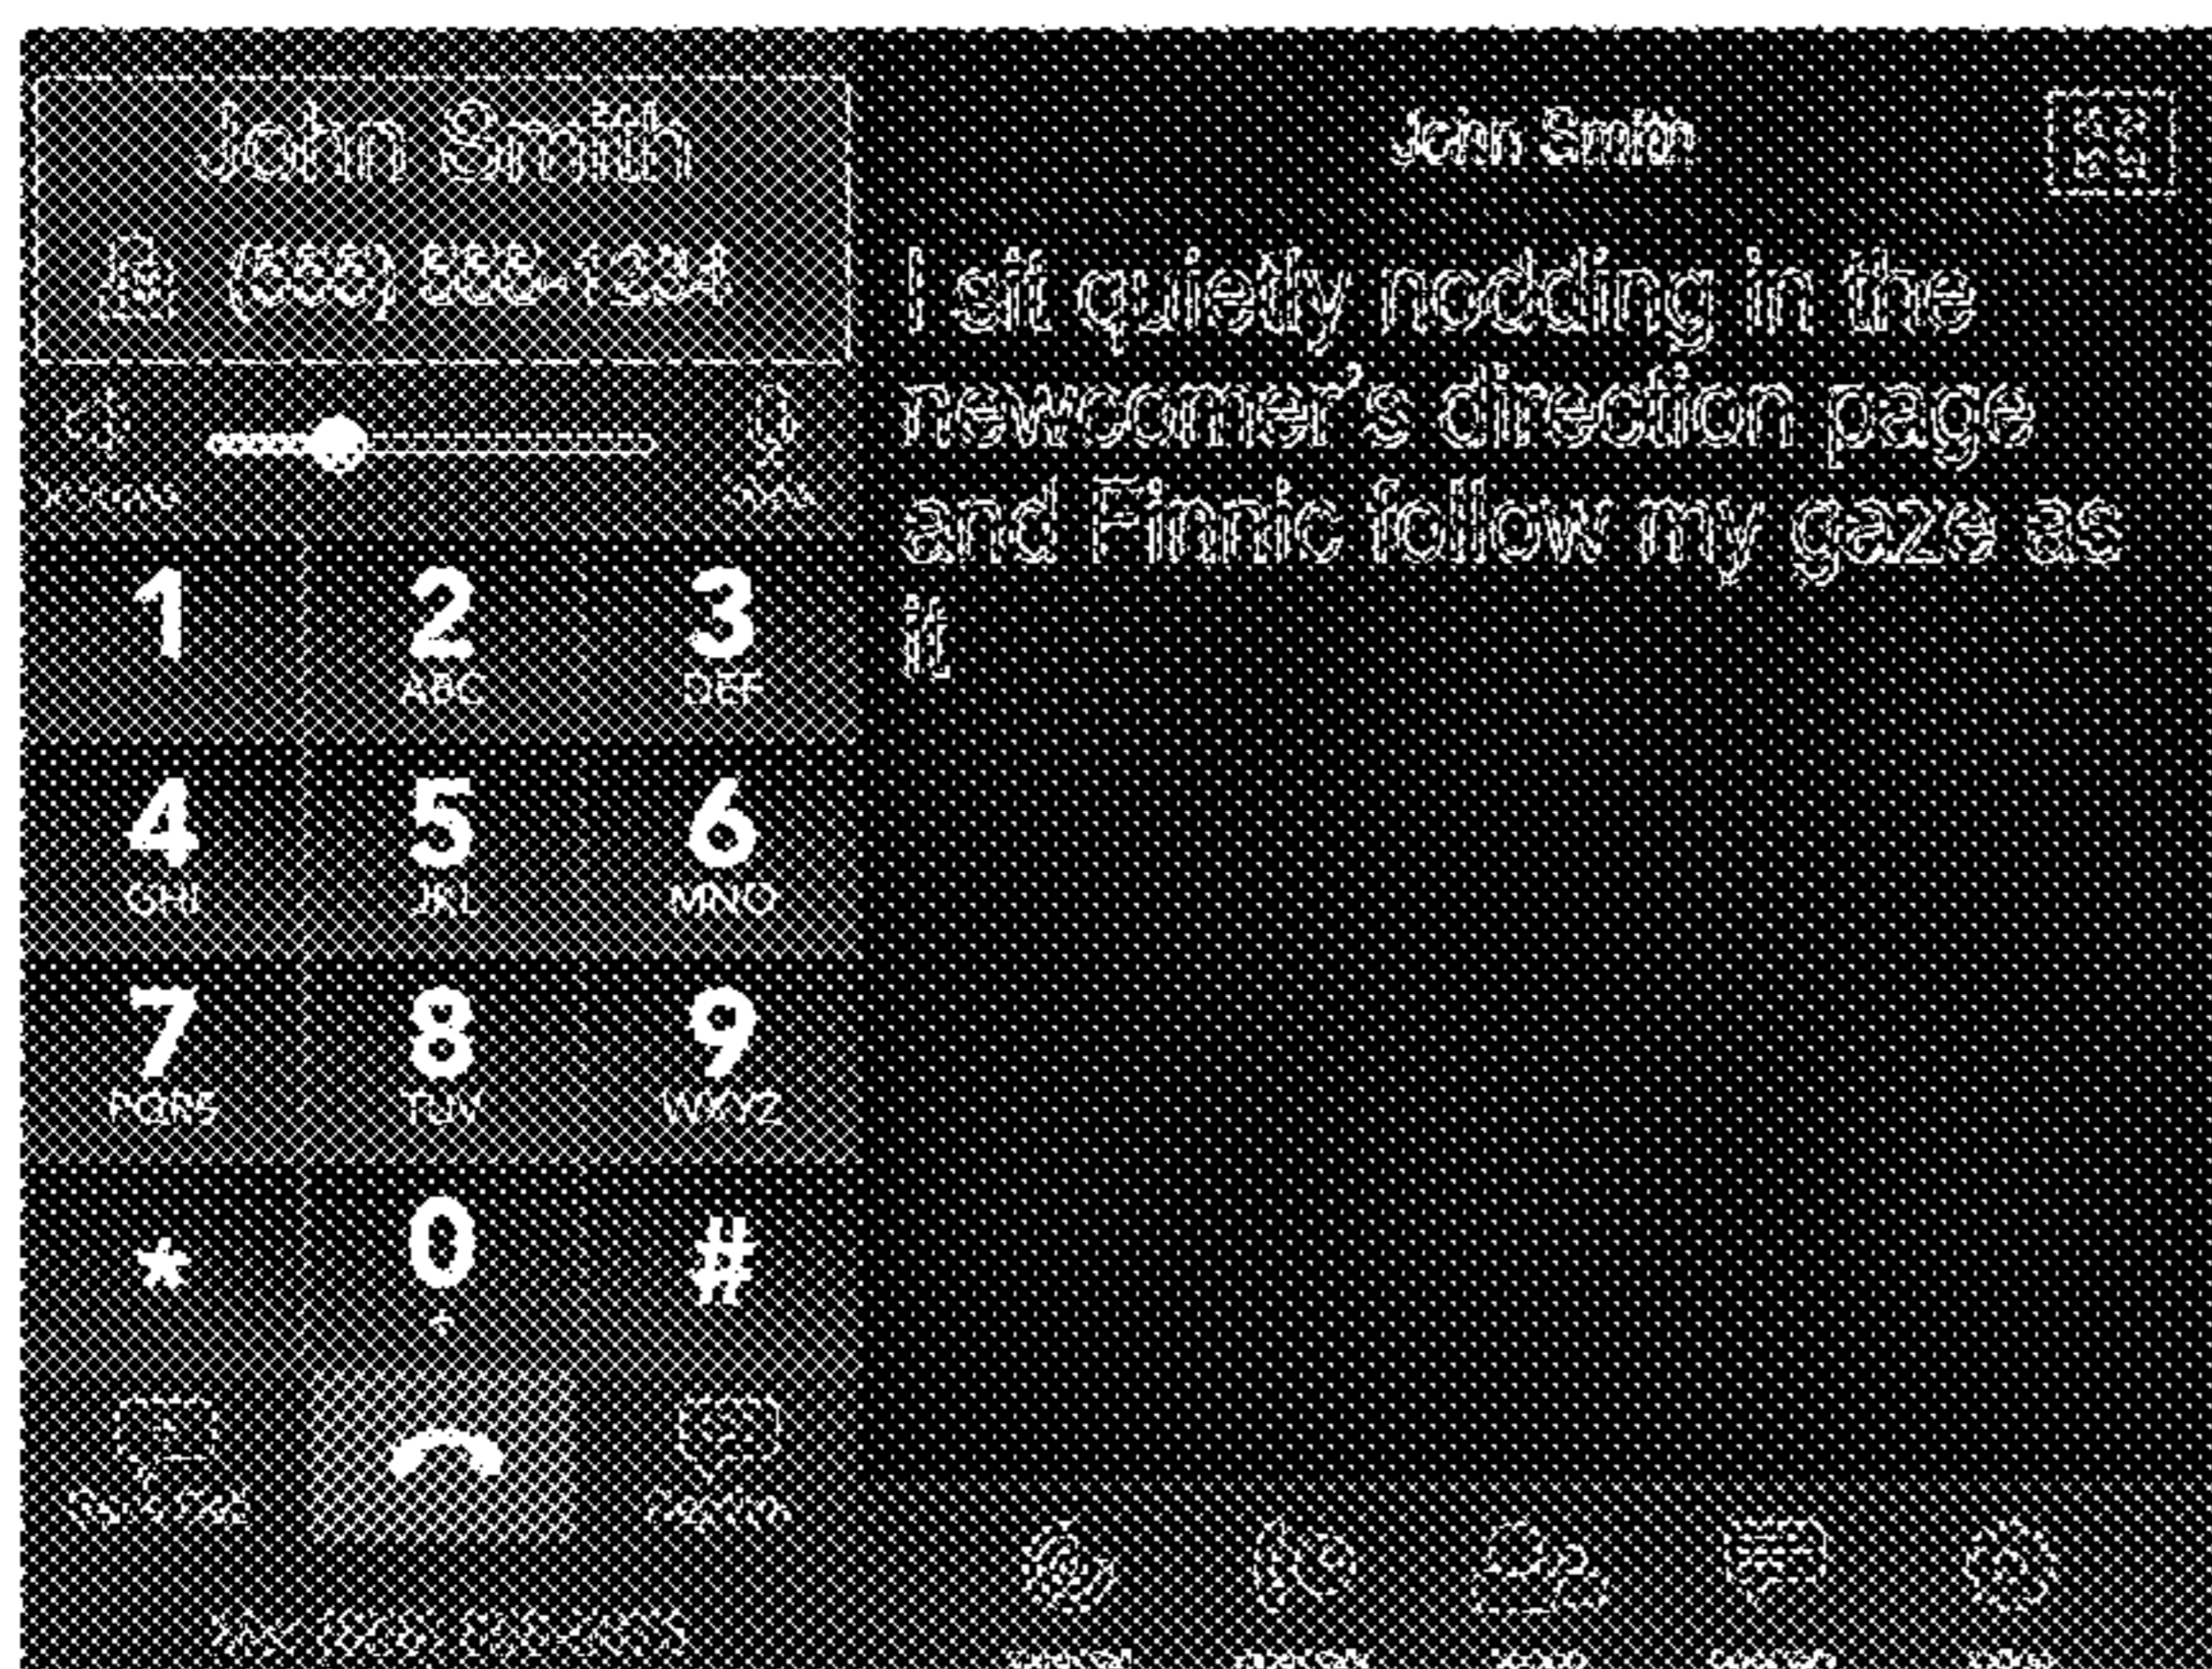 John Smith
(555) 555-1234
1
2
ABC
3
DEF
4
GHI
5
JKL
6
MNO
7
PQRS
8
TUV
9
WXYZ
*
0
+
#
John Smith
I sit quietly nodding in the
newcomer's direction page
and Finnic follow my gaze as
it